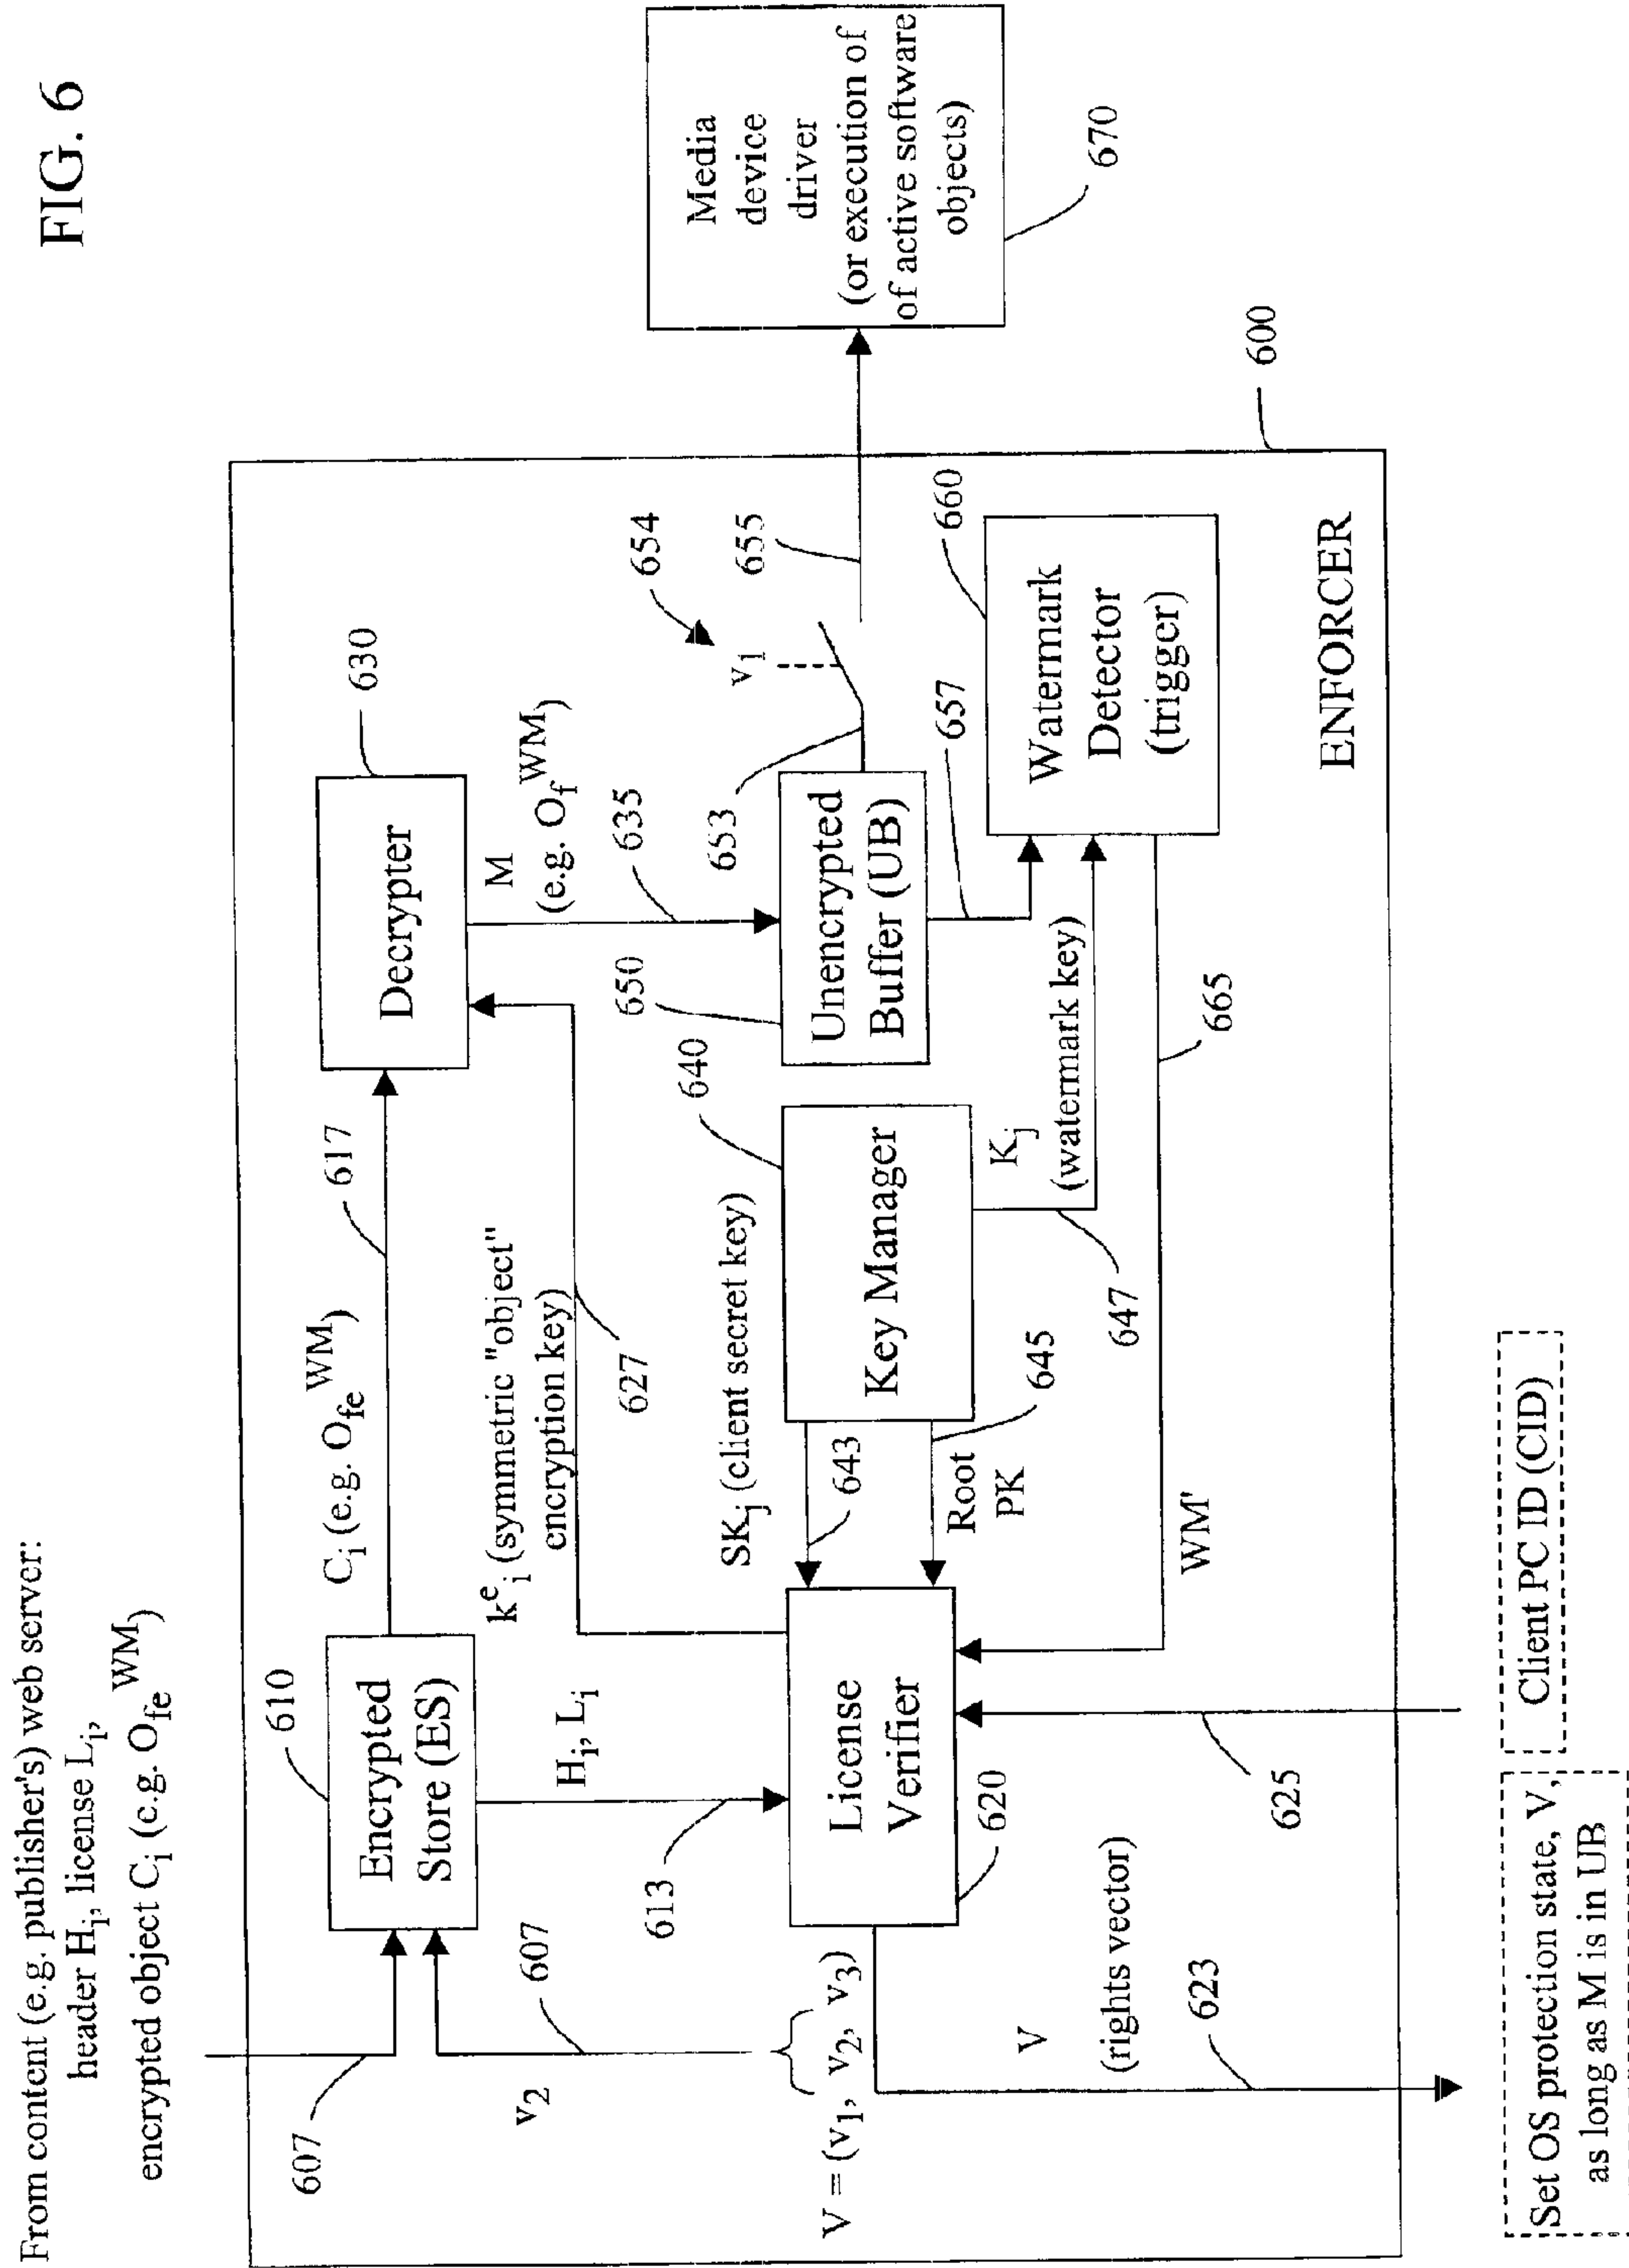 FIG. 6
From content (e.g. publisher's) web server:
header H_i, license L_i,
encrypted object C_i (e.g. O_fe^WM)
607
610
Encrypted
Store (ES)
C_i (e.g. O_fe^WM)
617
630
Decrypter
v_2
607
613
H_i, L_i
k^e_i (symmetric "object"
encryption key)
627
M
(e.g. O_f^WM)
635
V = (v_1, v_2, v_3)
License
Verifier
620
SK_j (client secret key)
643
Root
PK
645
640
Key Manager
K_j
(watermark key)
647
650
Unencrypted
Buffer (UB)
653
v_1
654
655
657
660
Watermark
Detector
(trigger)
665
WM'
V
(rights vector)
623
625
ENFORCER
600
Media
device
driver
(or execution of
of active software
objects)
670
Set OS protection state, V,
as long as M is in UB
Client PC ID (CID)